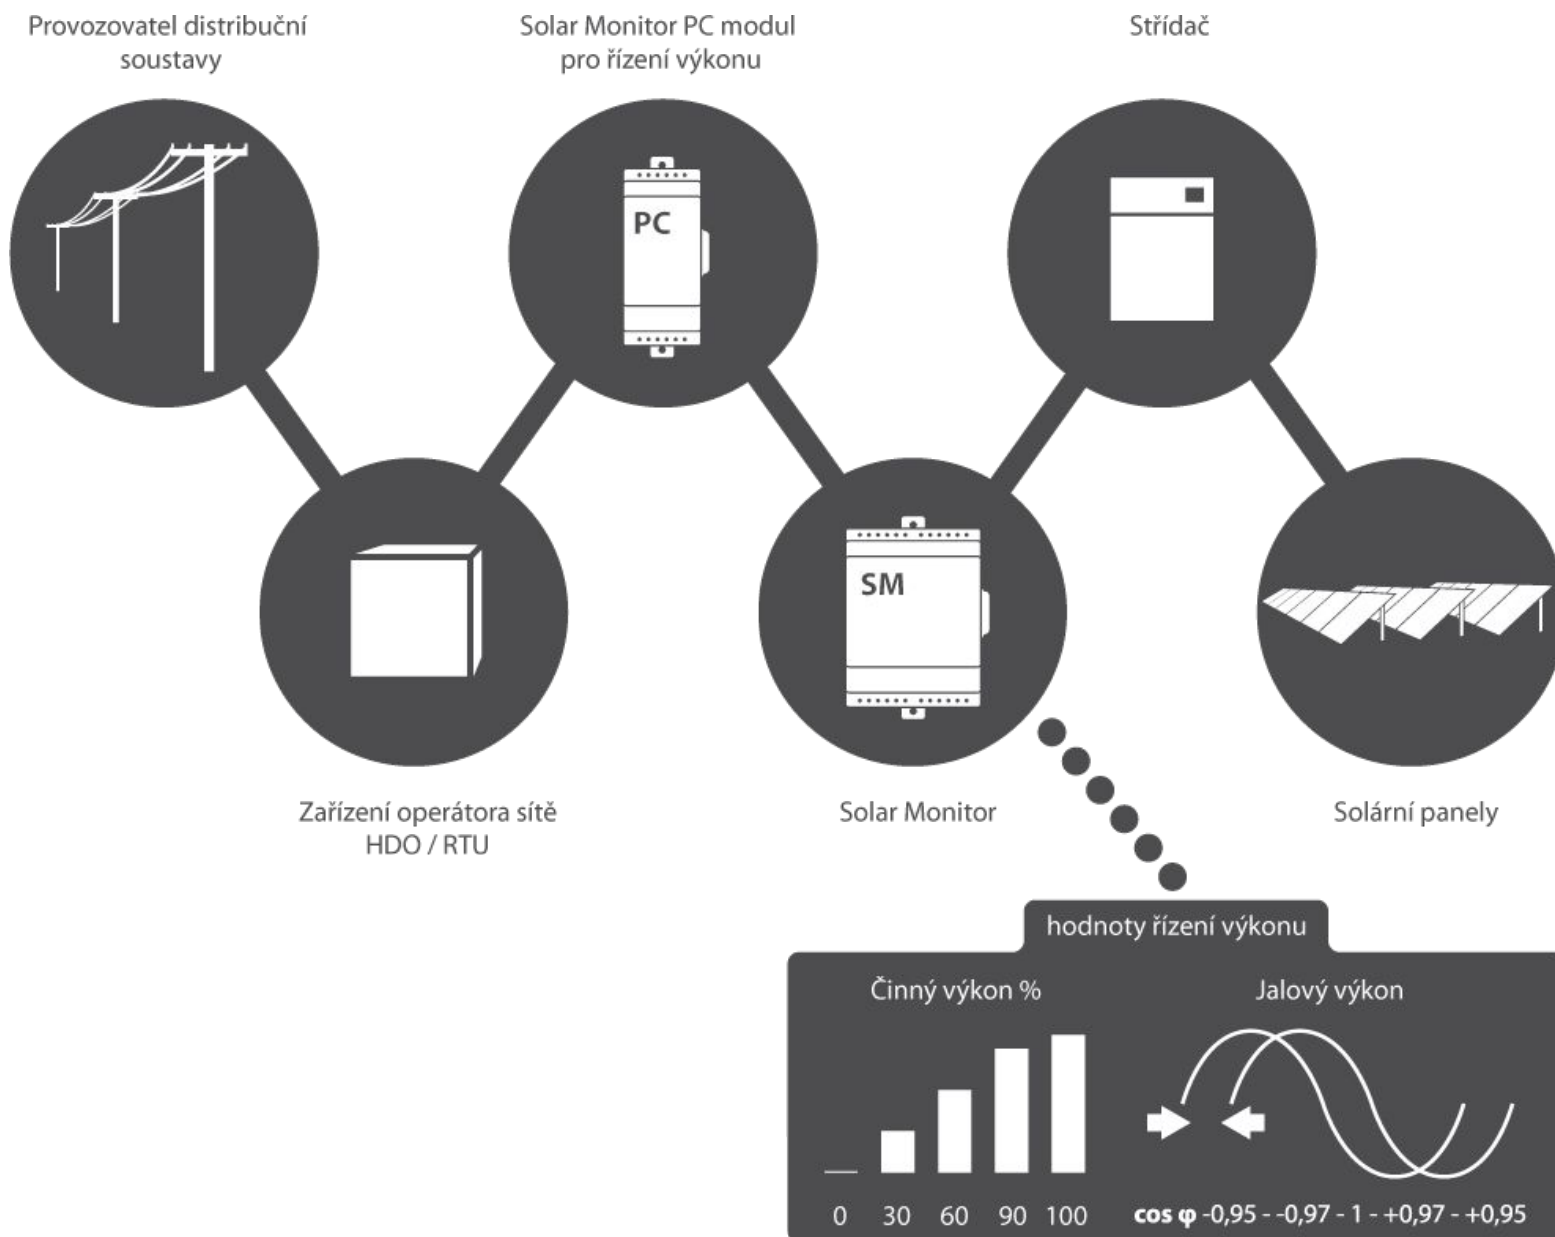 Provozovatel distribuční
soustavy
Solar Monitor PC modul
pro řízení výkonu
Střídač
PC
SM
Zařízení operátora sítě
HDO / RTU
Solar Monitor
Solární panely
hodnoty řízení výkonu
Činný výkon %
Jalový výkon
0 30 60 90 100
cos φ -0,95 - -0,97 - 1 - +0,97 - +0,95